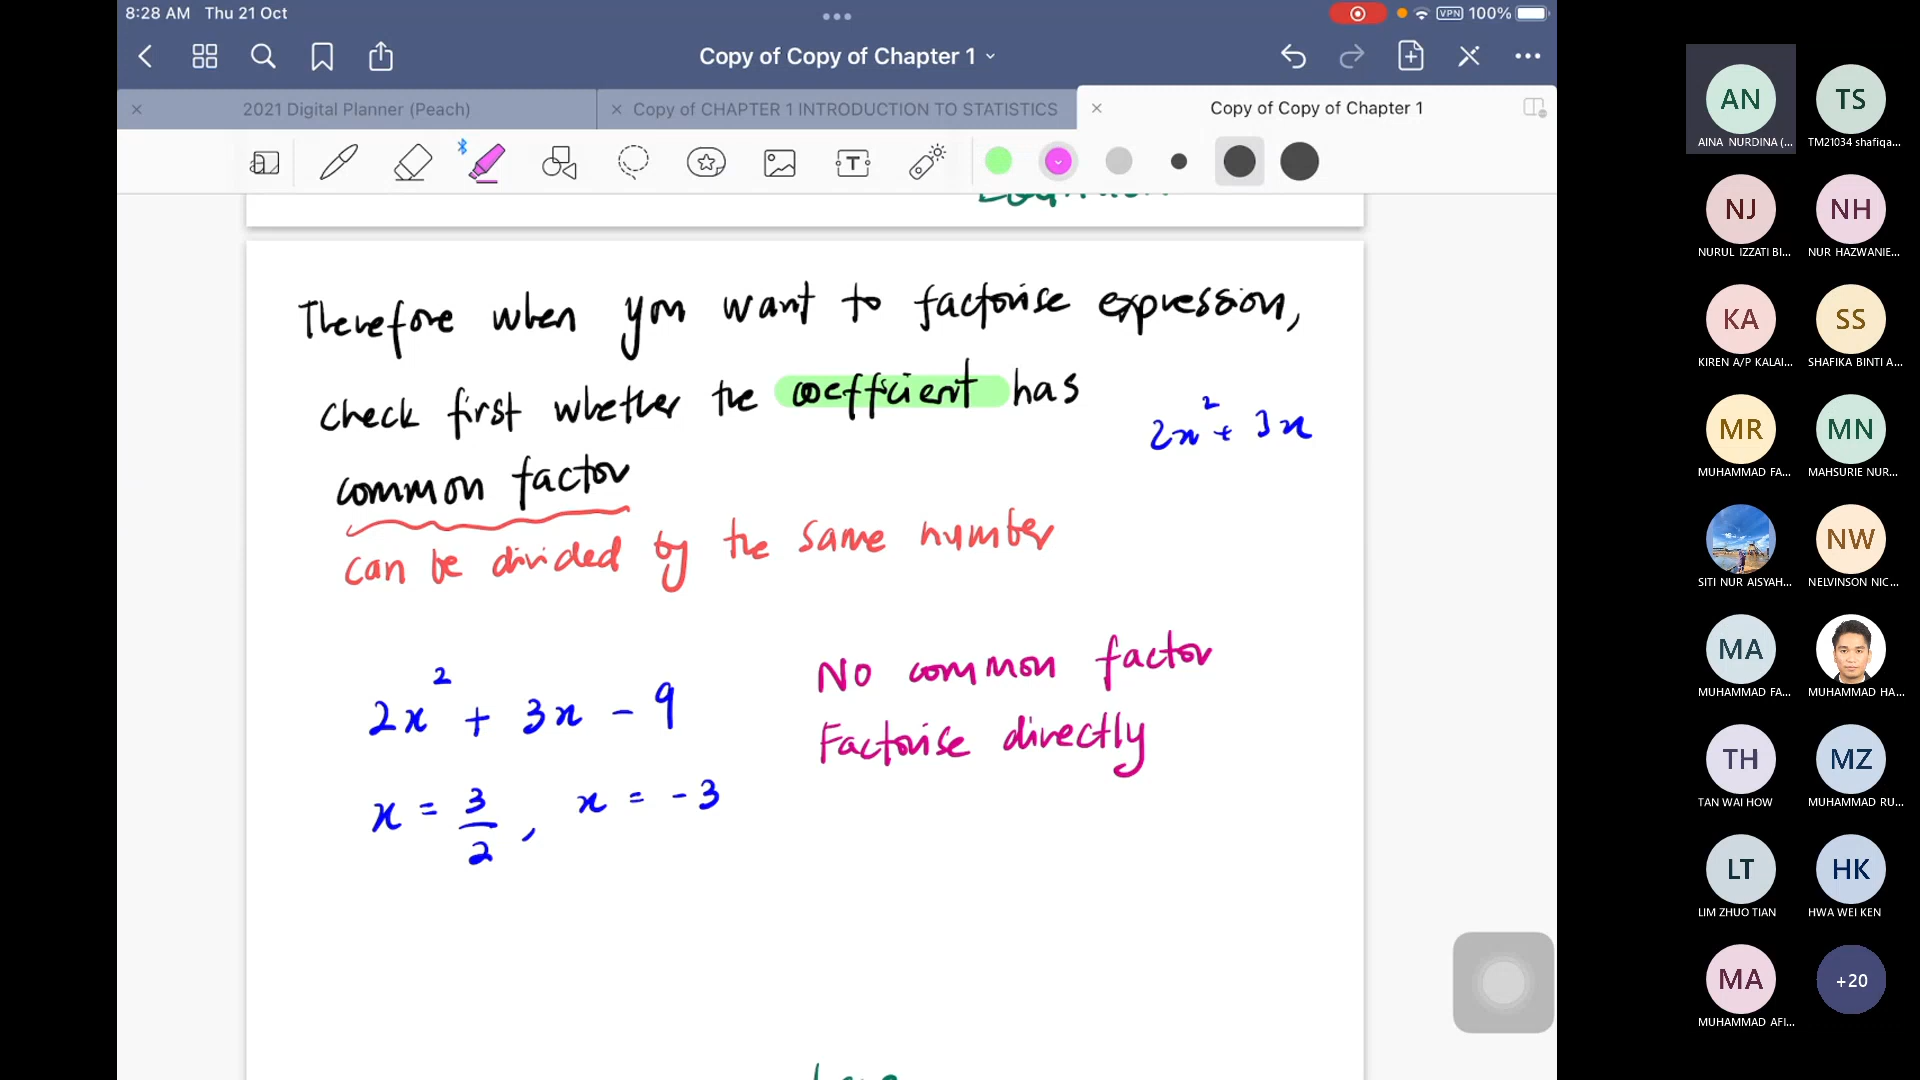 8:28 AM Thu 21 Oct
VPN 100%
Copy of Copy of Chapter 1
2021 Digital Planner (Peach)
Copy of CHAPTER 1 INTRODUCTION TO STATISTICS
Copy of Copy of Chapter 1
T
Therefore when you want to factorise expression,
check first whether the coefficient has
2x² + 3x
common factor
can be divided by the same number
2x² + 3x - 9
No common factor
Factorise directly
x = 3/2, x = -3
AN
AINA NURDINA (...
TS
TM21034 shafiqa...
NJ
NURUL IZZATI BI...
NH
NUR HAZWANIE...
KA
KIREN A/P KALAI...
SS
SHAFIKA BINTI A...
MR
MUHAMMAD FA...
MN
MAHSURIE NUR...
SITI NUR AISYAH...
NW
NELVINSON NIC...
MA
MUHAMMAD FA...
MUHAMMAD HA...
TH
TAN WAI HOW
MZ
MUHAMMAD RU...
LT
LIM ZHUO TIAN
HK
HWA WEI KEN
MA
MUHAMMAD AFI...
+20